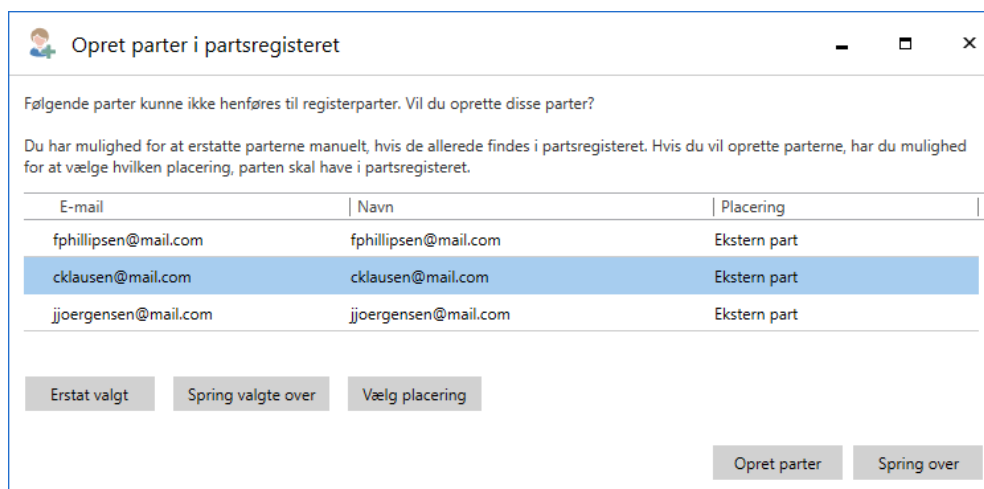 Opret parter i partsregisteret
Følgende parter kunne ikke henføres til registerparter. Vil du oprette disse parter?
Du har mulighed for at erstatte parterne manuelt, hvis de allerede findes i partsregisteret. Hvis du vil oprette parterne, har du mulighed
for at vælge hvilken placering, parten skal have i partsregisteret.
E-mail Navn Placering
fphillipsen@mail.com fphillipsen@mail.com Ekstern part
cklausen@mail.com cklausen@mail.com Ekstern part
jjoergensen@mail.com jjoergensen@mail.com Ekstern part
Erstat valgt Spring valgte over Vælg placering
Opret parter Spring over